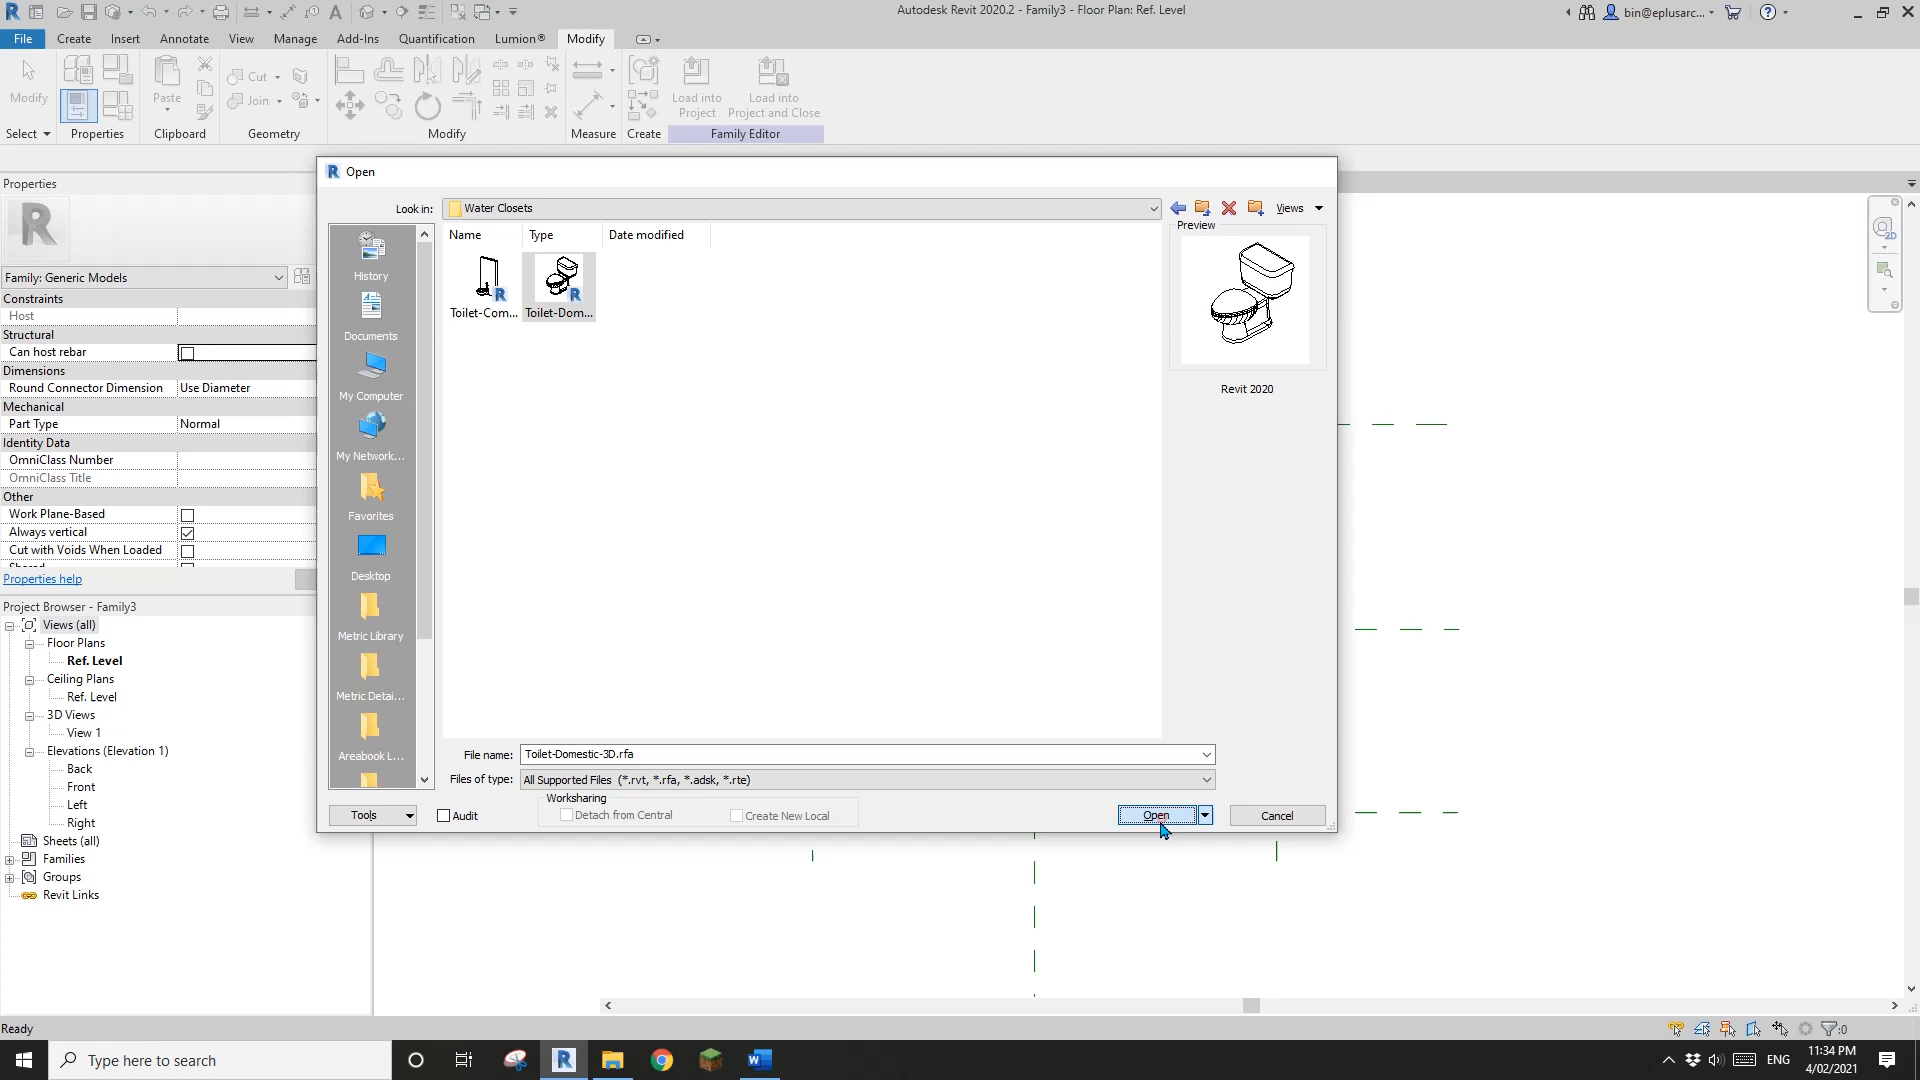 Autodesk Revit 2020.2 - Family3 - Floor Plan: Ref. Level
bin@eplusarc...
File Create Insert Annotate View Manage Add-Ins Quantification Lumion® Modify
Modify
Paste
Cut
Join
Load into
Project
Load into
Project and Close
Select Properties Clipboard Geometry Modify Measure Create Family Editor
Properties
Family: Generic Models
Constraints
Host
Structural
Can host rebar
Dimensions
Round Connector Dimension Use Diameter
Mechanical
Part Type Normal
Identity Data
OmniClass Number
OmniClass Title
Other
Work Plane-Based
Always vertical
Cut with Voids When Loaded
Shared
Properties help
Project Browser - Family3
Views (all)
Floor Plans
Ref. Level
Ceiling Plans
Ref. Level
3D Views
View 1
Elevations (Elevation 1)
Back
Front
Left
Right
Sheets (all)
Families
Groups
Revit Links
Open
Look in: Water Closets
Views
History
Documents
My Computer
My Network...
Favorites
Desktop
Metric Library
Metric Detai...
Areabook L...
Name Type Date modified
Toilet-Com... Toilet-Dom...
Preview
Revit 2020
File name: Toilet-Domestic-3D.rfa
Files of type: All Supported Files (*.rvt, *.rfa, *.adsk, *.rte)
Worksharing
Tools Audit Detach from Central Create New Local Open Cancel
Ready
:0
Type here to search
ENG
11:34 PM
4/02/2021